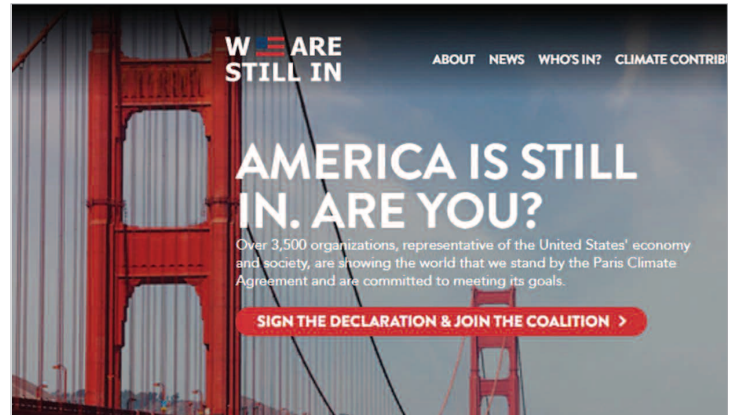 W ARE
STILL IN
ABOUT NEWS WHO'S IN? CLIMATE CONTRIBU
AMERICA IS STILL
IN. ARE YOU?
Over 3,500 organizations, representative of the United States' economy
and society, are showing the world that we stand by the Paris Climate
Agreement and are committed to meeting its goals.
SIGN THE DECLARATION & JOIN THE COALITION >